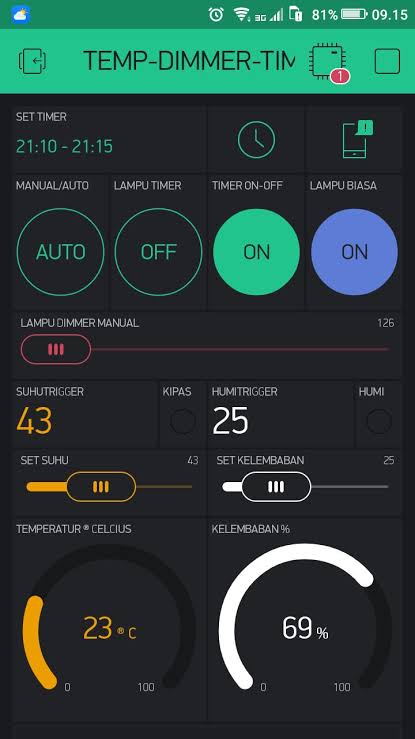 3G 81% 09.15
TEMP-DIMMER-TIM
1
SET TIMER
21:10 - 21:15
!
MANUAL/AUTO LAMPU TIMER TIMER ON-OFF LAMPU BIASA
AUTO OFF ON ON
LAMPU DIMMER MANUAL 126
SUHUTRIGGER KIPAS HUMITRIGGER HUMI
43 25
SET SUHU 43 SET KELEMBABAN 25
TEMPERATUR ® CELCIUS KELEMBABAN %
23 ® C 69 %
0 100 0 100